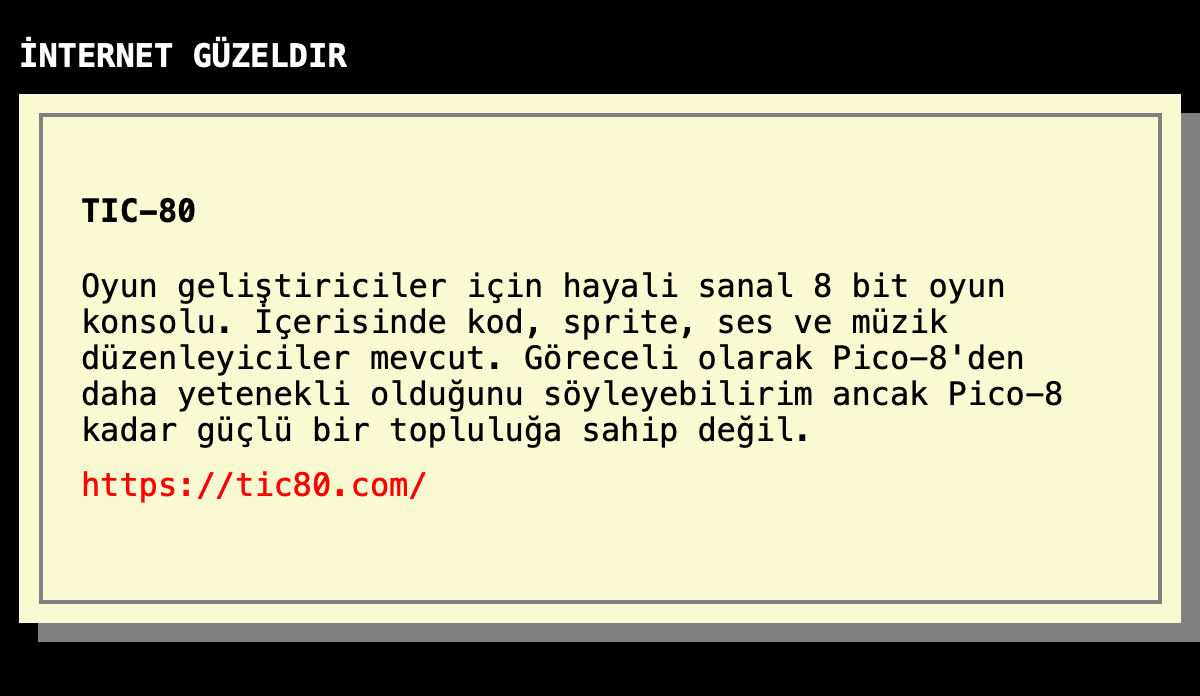 İNTERNET GÜZELDIR
TIC-80
Oyun geliştiriciler için hayali sanal 8 bit oyun
konsolu. İçerisinde kod, sprite, ses ve müzik
düzenleyiciler mevcut. Göreceli olarak Pico-8'den
daha yetenekli olduğunu söyleyebilirim ancak Pico-8
kadar güçlü bir topluluğa sahip değil.
https://tic80.com/